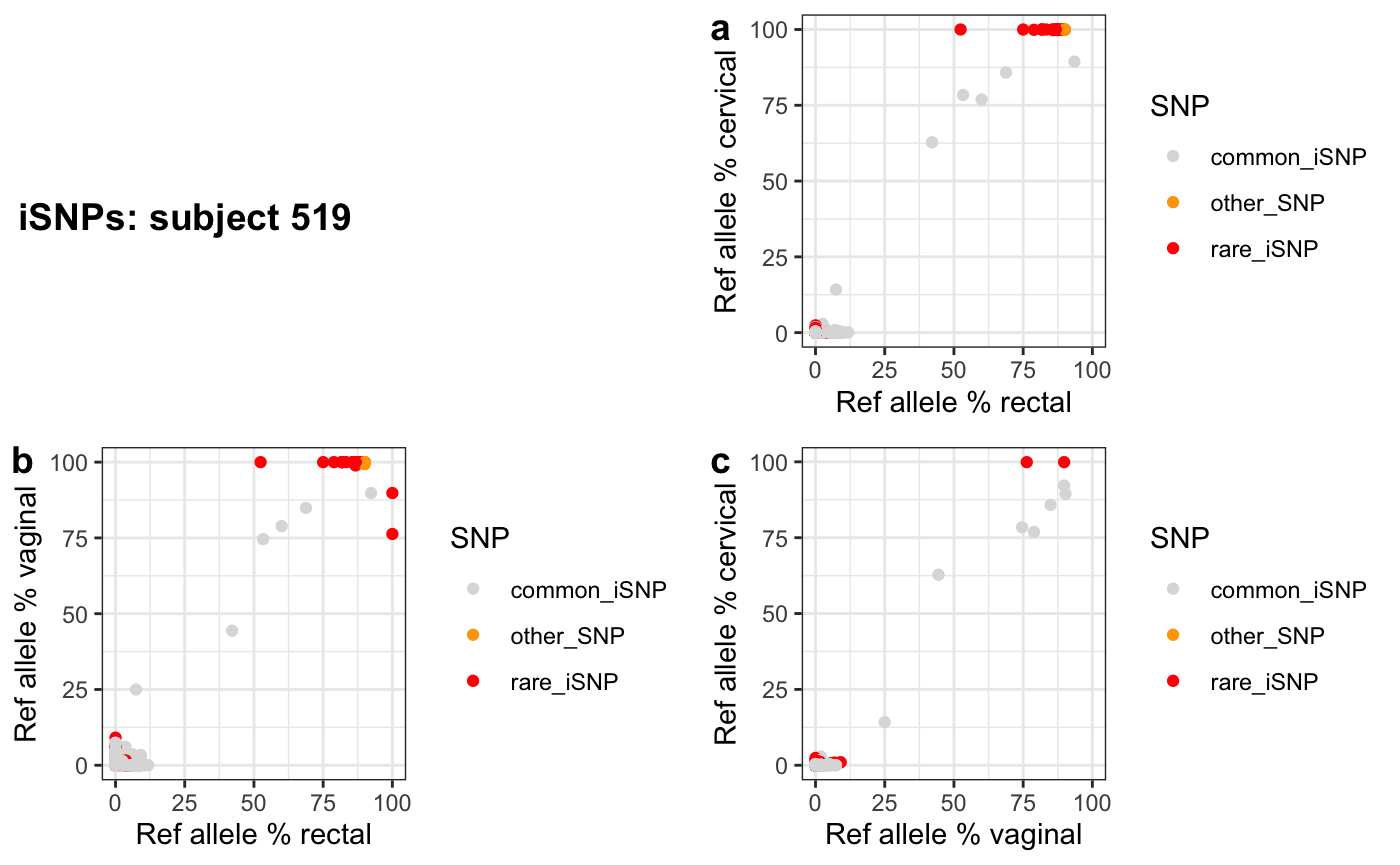 iSNPs: subject 519
a
Ref allele % cervical
100
75
50
25
0
0 25 50 75 100
Ref allele % rectal
SNP
common_iSNP
other_SNP
rare_iSNP
b
Ref allele % vaginal
100
75
50
25
0
0 25 50 75 100
Ref allele % rectal
SNP
common_iSNP
other_SNP
rare_iSNP
c
Ref allele % cervical
100
75
50
25
0
0 25 50 75 100
Ref allele % vaginal
SNP
common_iSNP
other_SNP
rare_iSNP